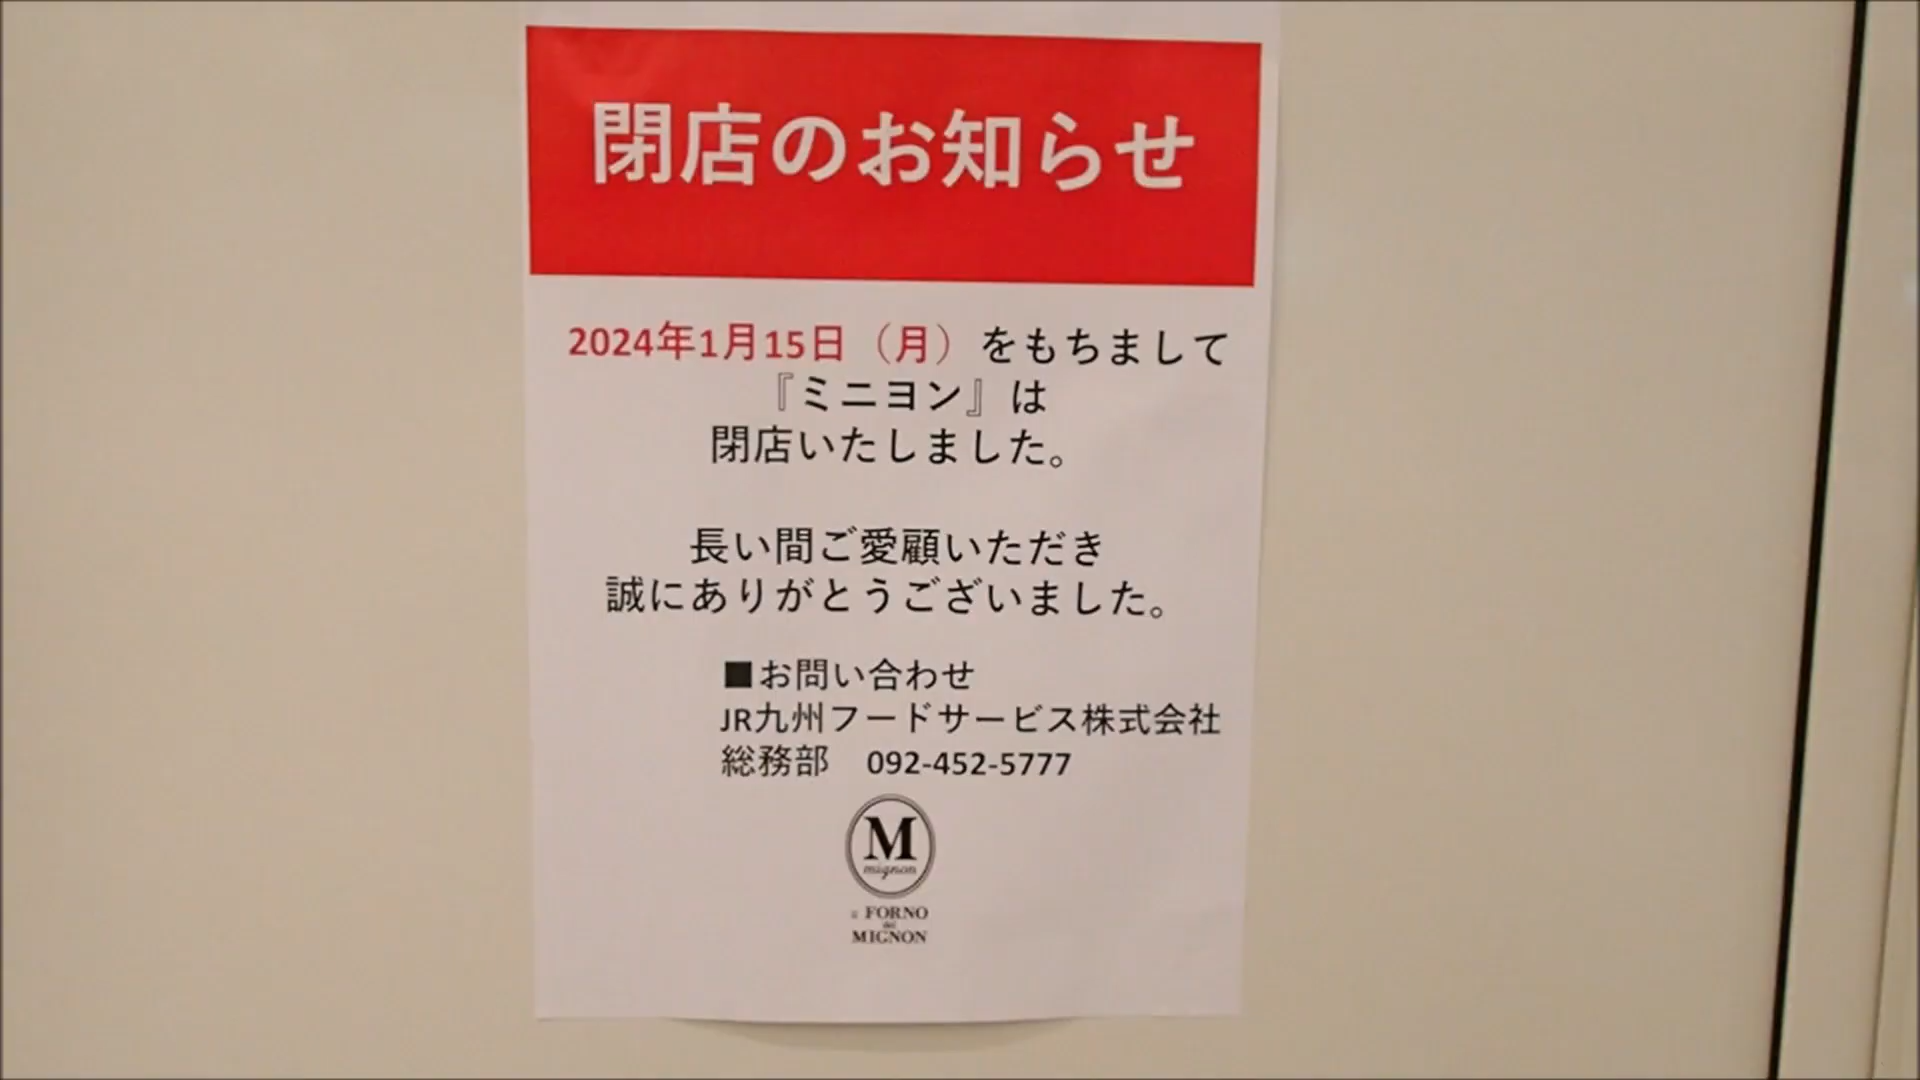 閉店のお知らせ
2024年1月15日（月）をもちまして
『ミニヨン』は
閉店いたしました。
長い間ご愛顧いただき
誠にありがとうございました。
■お問い合わせ
JR九州フードサービス株式会社
総務部　092-452-5777
M
mignon
FORNO
MIGNON